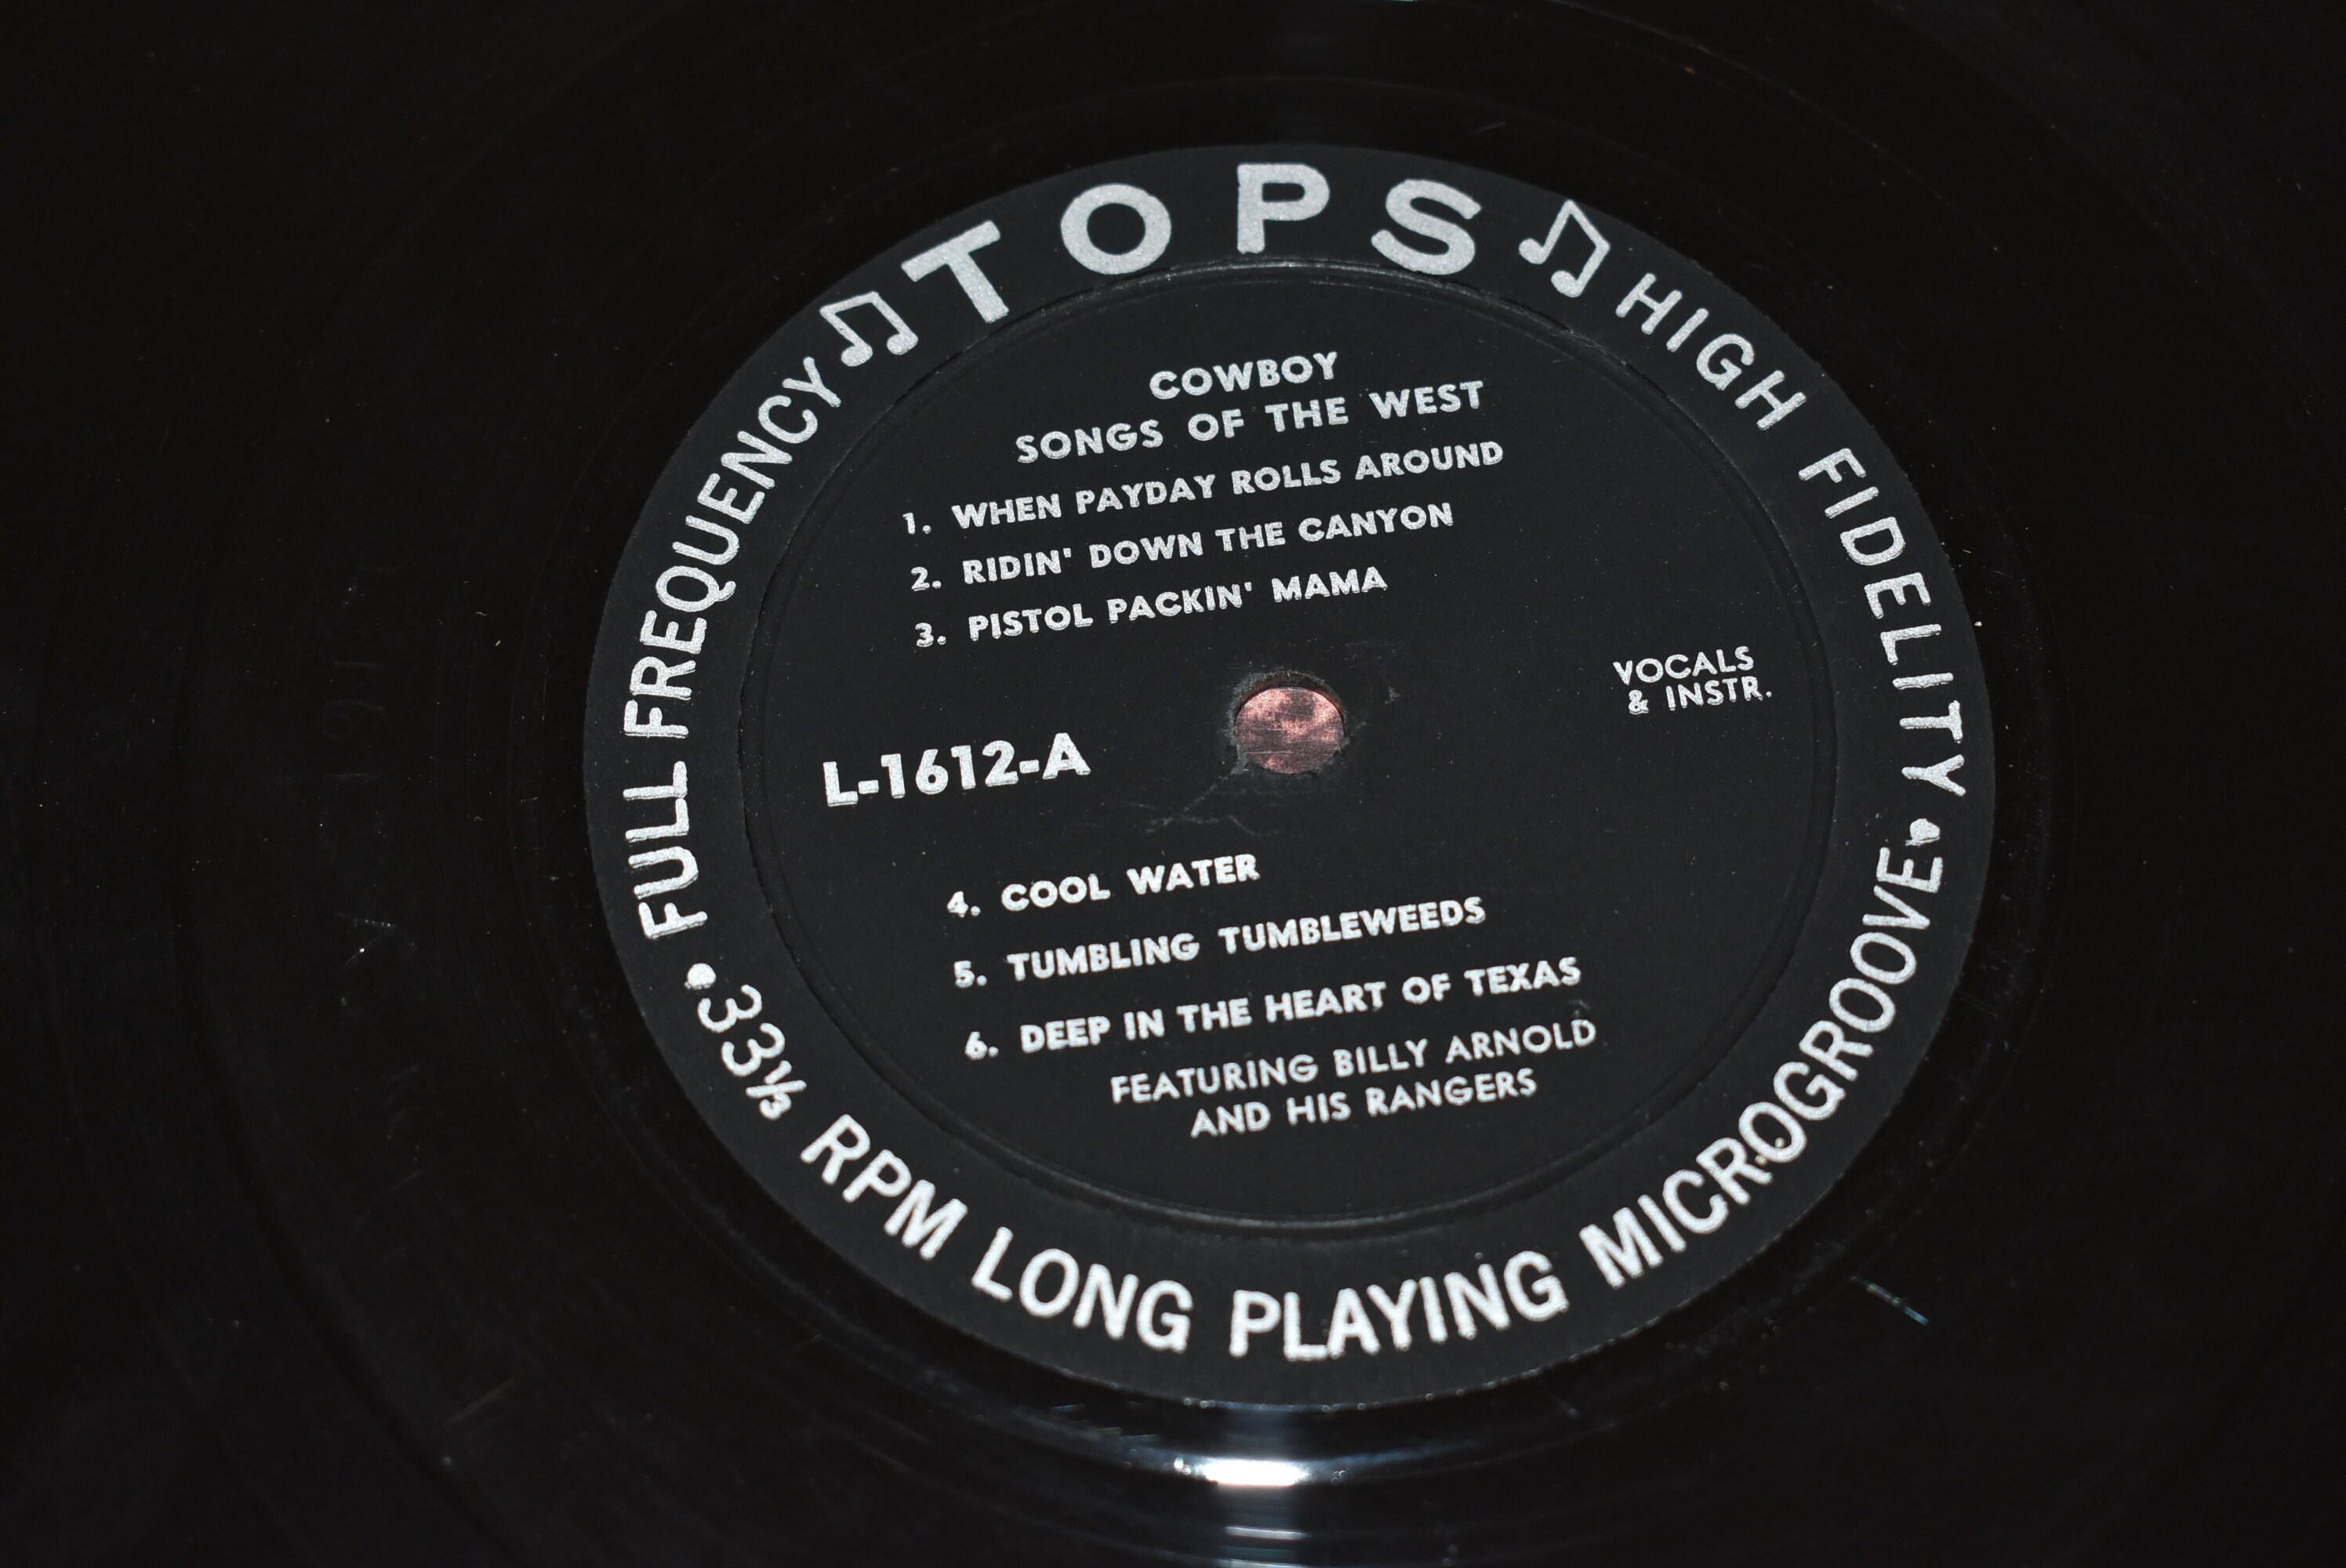 TOPS
HIGH FIDELITY
FULL FREQUENCY
COWBOY
SONGS OF THE WEST
1. WHEN PAYDAY ROLLS AROUND
2. RIDIN' DOWN THE CANYON
3. PISTOL PACKIN' MAMA
VOCALS
& INSTR.
L-1612-A
4. COOL WATER
5. TUMBLING TUMBLEWEEDS
6. DEEP IN THE HEART OF TEXAS
FEATURING BILLY ARNOLD
AND HIS RANGERS
• 33⅓ RPM LONG PLAYING MICROGROOVE •